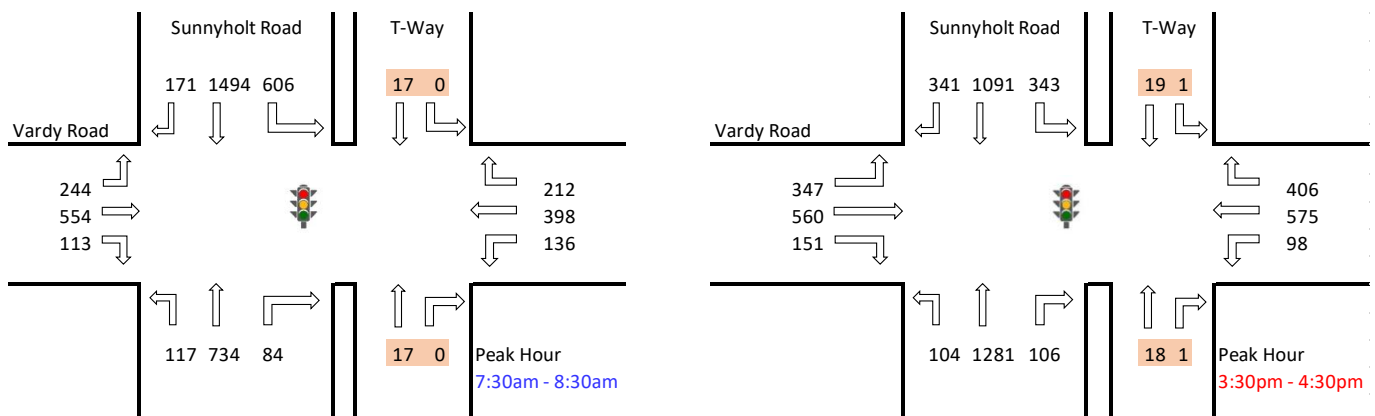 Sunnyholt Road T-Way
171 1494 606 17 0
Vardy Road
244 212
554 398
113 136
117 734 84 17 0 Peak Hour
7:30am - 8:30am
Sunnyholt Road T-Way
341 1091 343 19 1
Vardy Road
347 406
560 575
151 98
104 1281 106 18 1 Peak Hour
3:30pm - 4:30pm